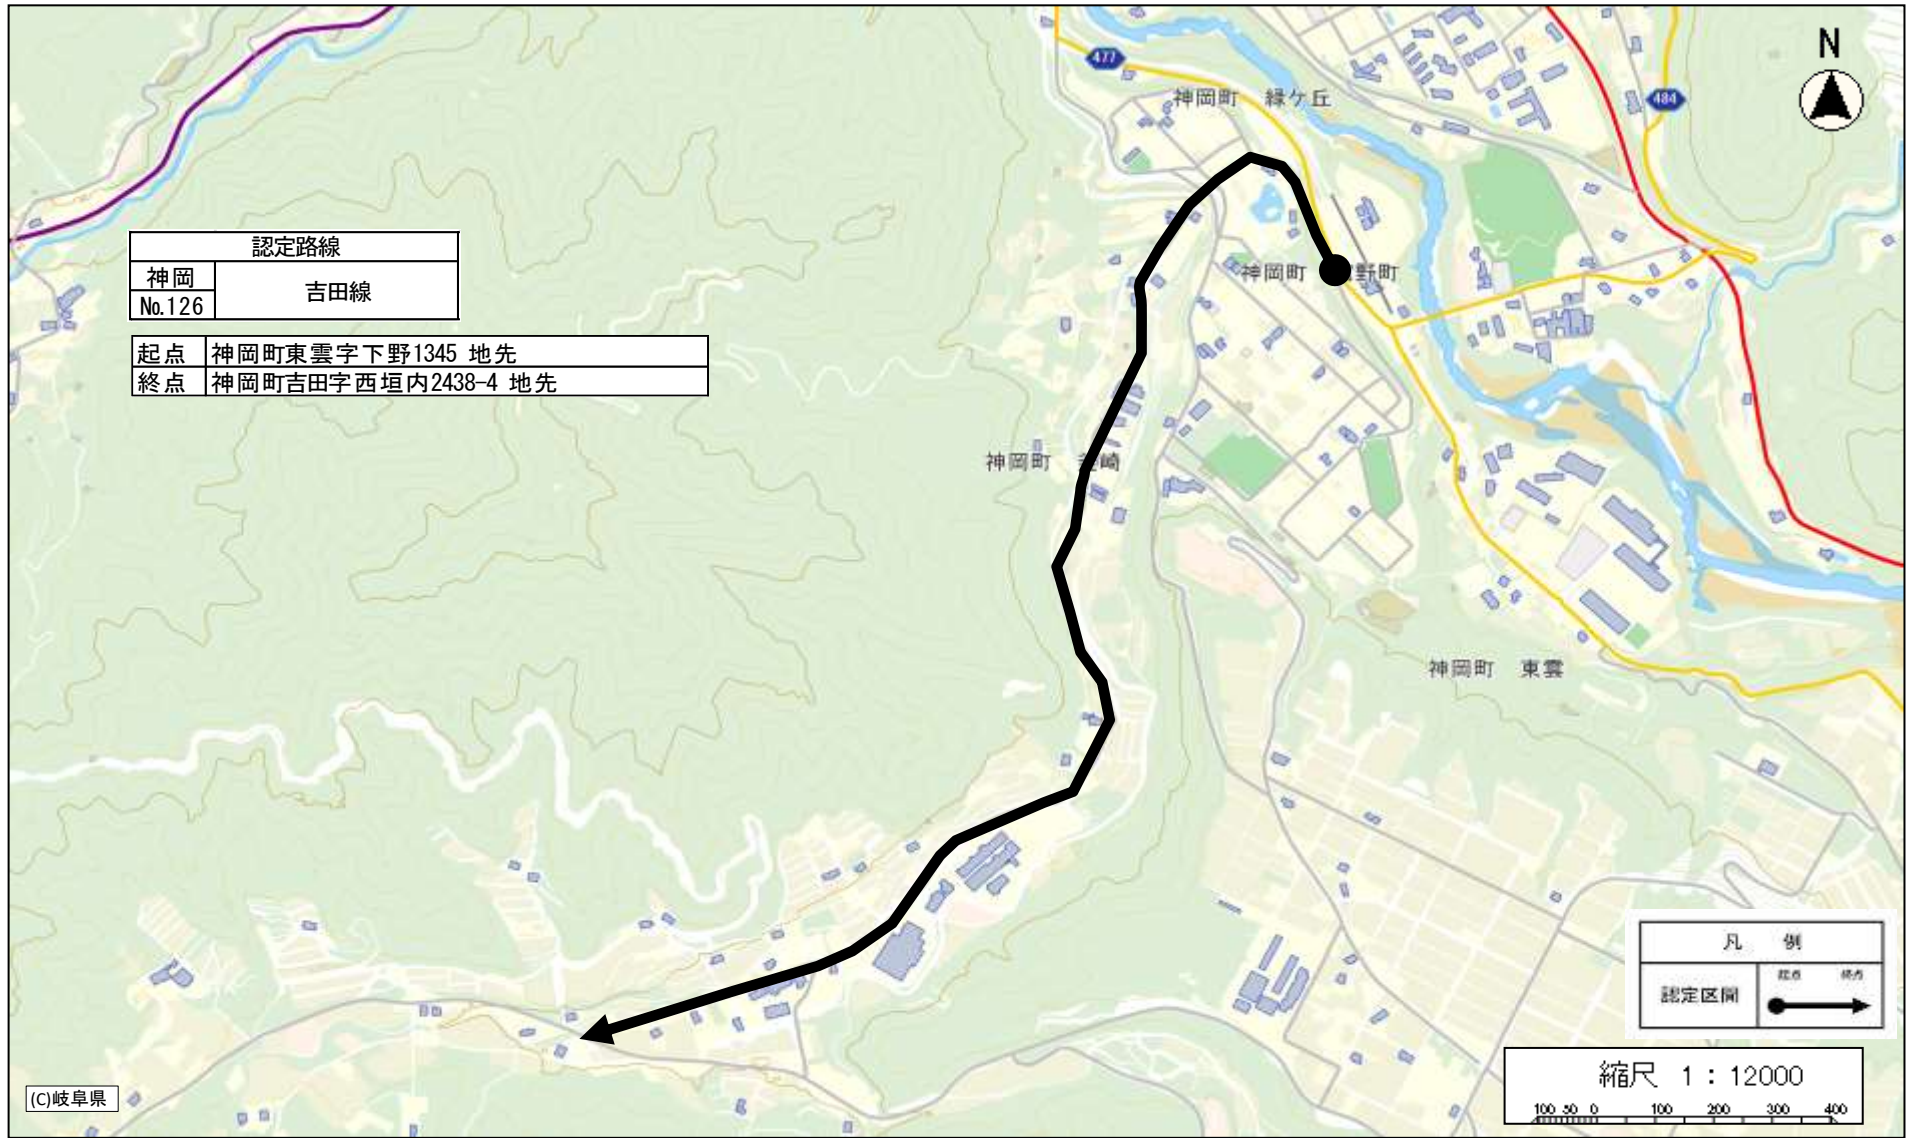 477
神岡町 緑ケ丘
N
484
認定路線
神岡
No.126
吉田線
神岡町 野町
起点 神岡町東雲字下野1345 地先
終点 神岡町吉田字西垣内2438-4 地先
神岡町 崎
神岡町 東雲
凡 例
認定区間
起点 終点
縮尺 1 : 12000
100 50 0 100 200 300 400
(C)岐阜県